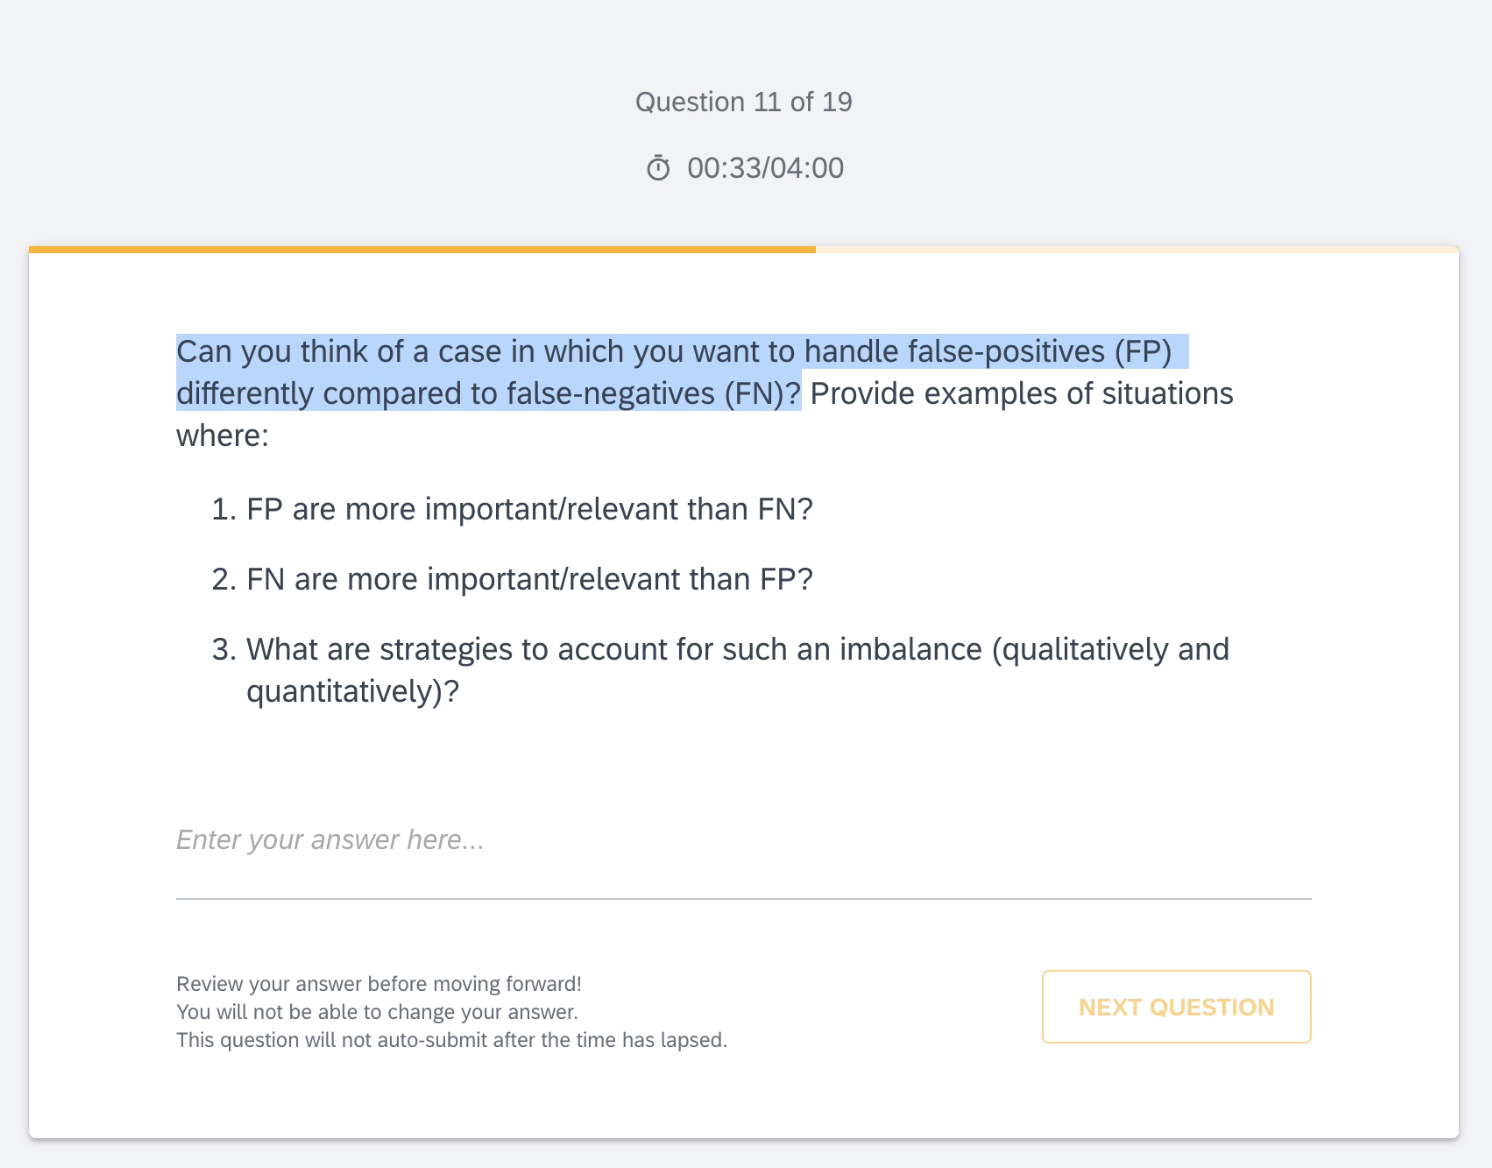 Question 11 of 19
00:33/04:00
Can you think of a case in which you want to handle false-positives (FP)
differently compared to false-negatives (FN)? Provide examples of situations
where:
1. FP are more important/relevant than FN?
2. FN are more important/relevant than FP?
3. What are strategies to account for such an imbalance (qualitatively and
quantitatively)?
Enter your answer here...
Review your answer before moving forward!
You will not be able to change your answer.
This question will not auto-submit after the time has lapsed.
NEXT QUESTION